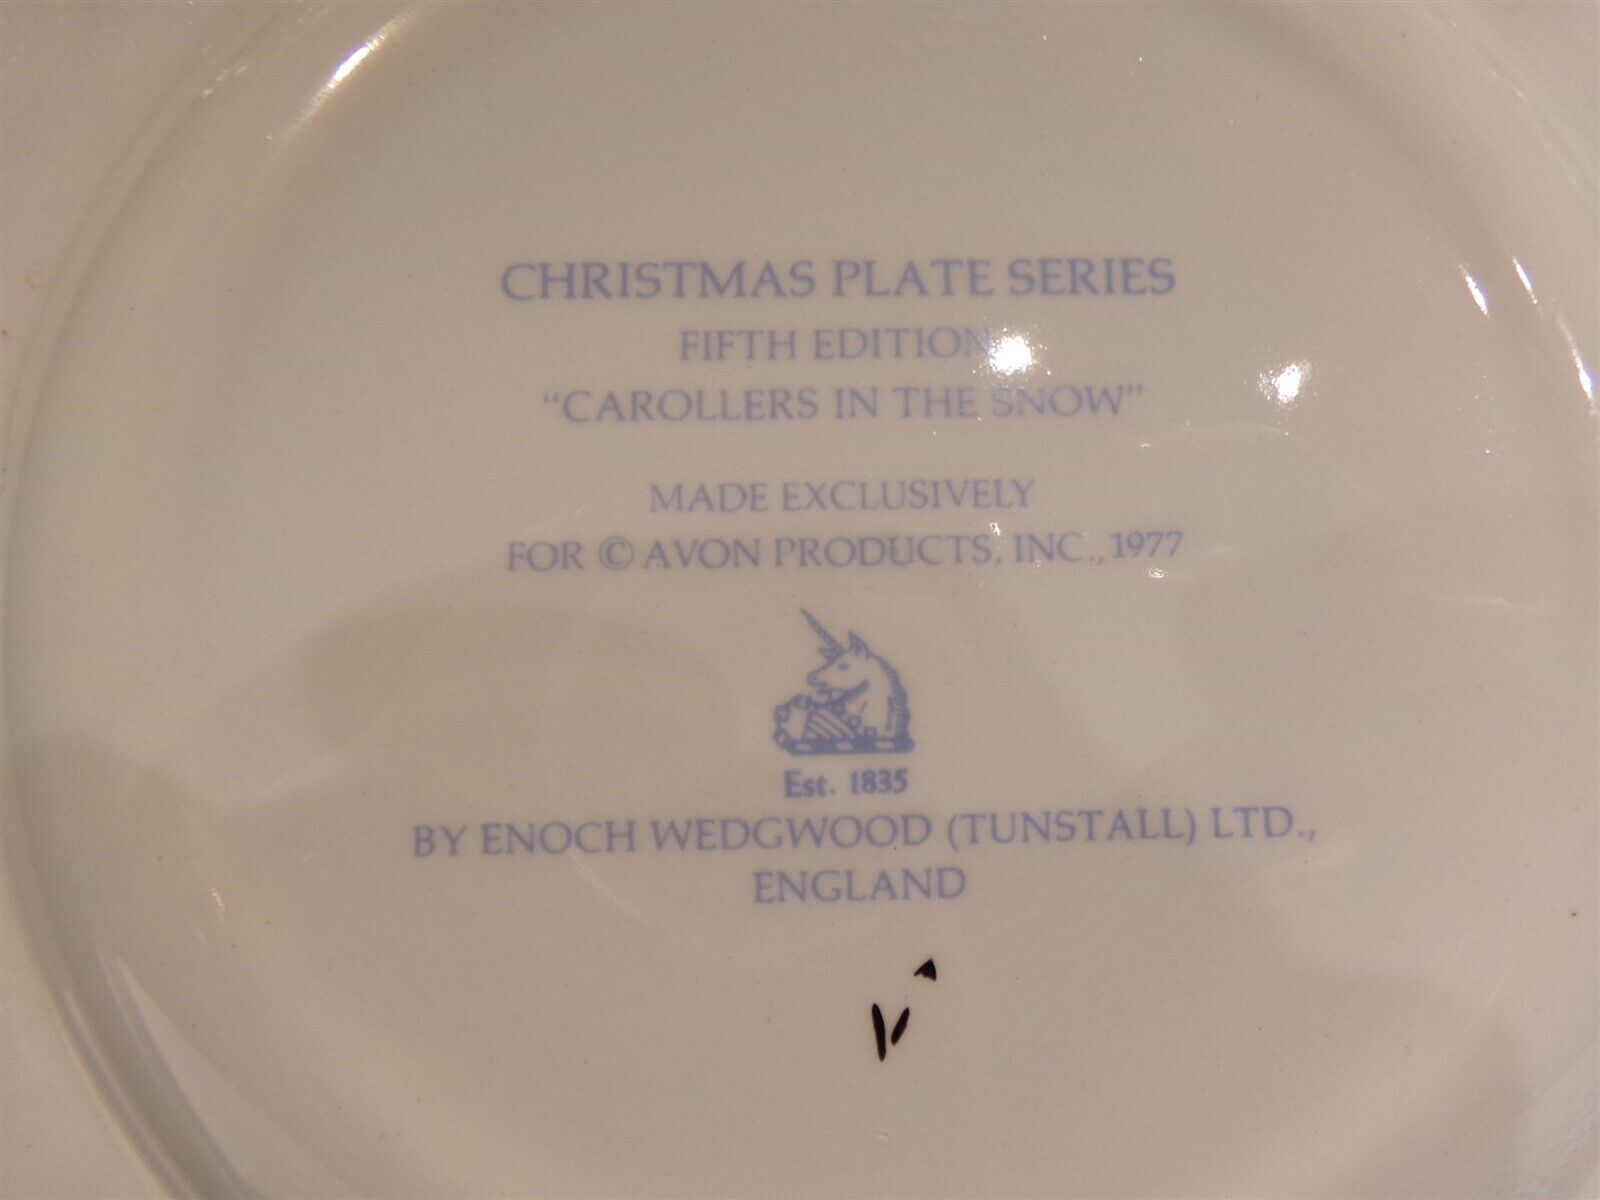 CHRISTMAS PLATE SERIES
FIFTH EDITION
"CAROLLERS IN THE SNOW"
MADE EXCLUSIVELY
FOR © AVON PRODUCTS, INC., 1977
Est. 1835
BY ENOCH WEDGWOOD (TUNSTALL) LTD.,
ENGLAND